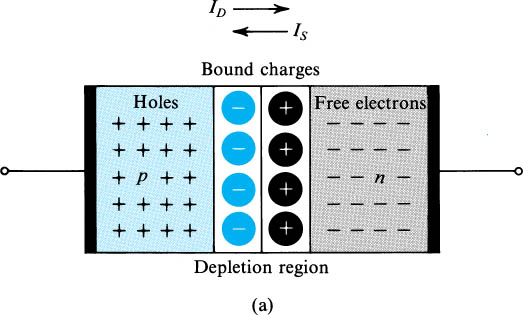 I_D
I_S
Bound charges
Holes
Free electrons
p
n
Depletion region
(a)